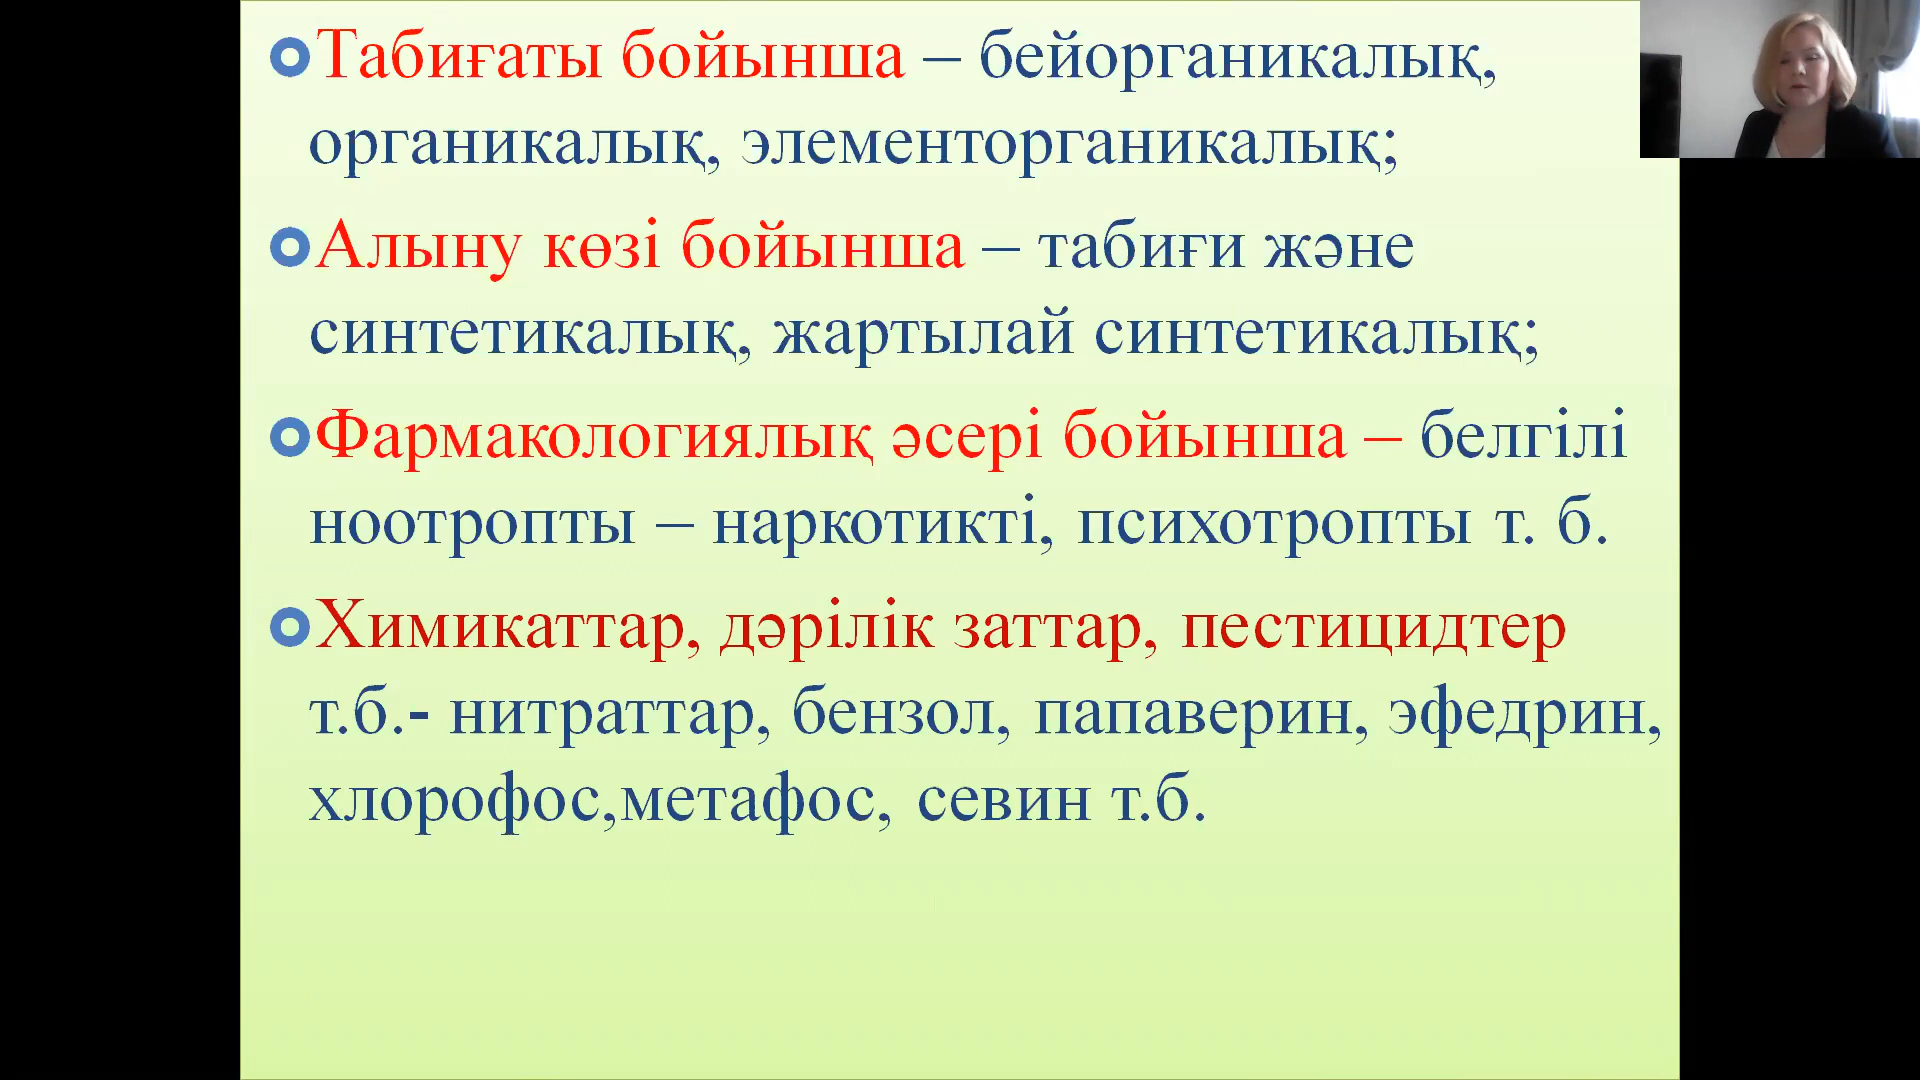 Табиғаты бойынша – бейорганикалық,
органикалық, элементорганикалық;
Алыну көзі бойынша – табиғи және
синтетикалық, жартылай синтетикалық;
Фармакологиялық әсері бойынша – белгілі
ноотропты – наркотикті, психотропты т. б.
Химикаттар, дәрілік заттар, пестицидтер
т.б.- нитраттар, бензол, папаверин, эфедрин,
хлорофос,метафос, севин т.б.